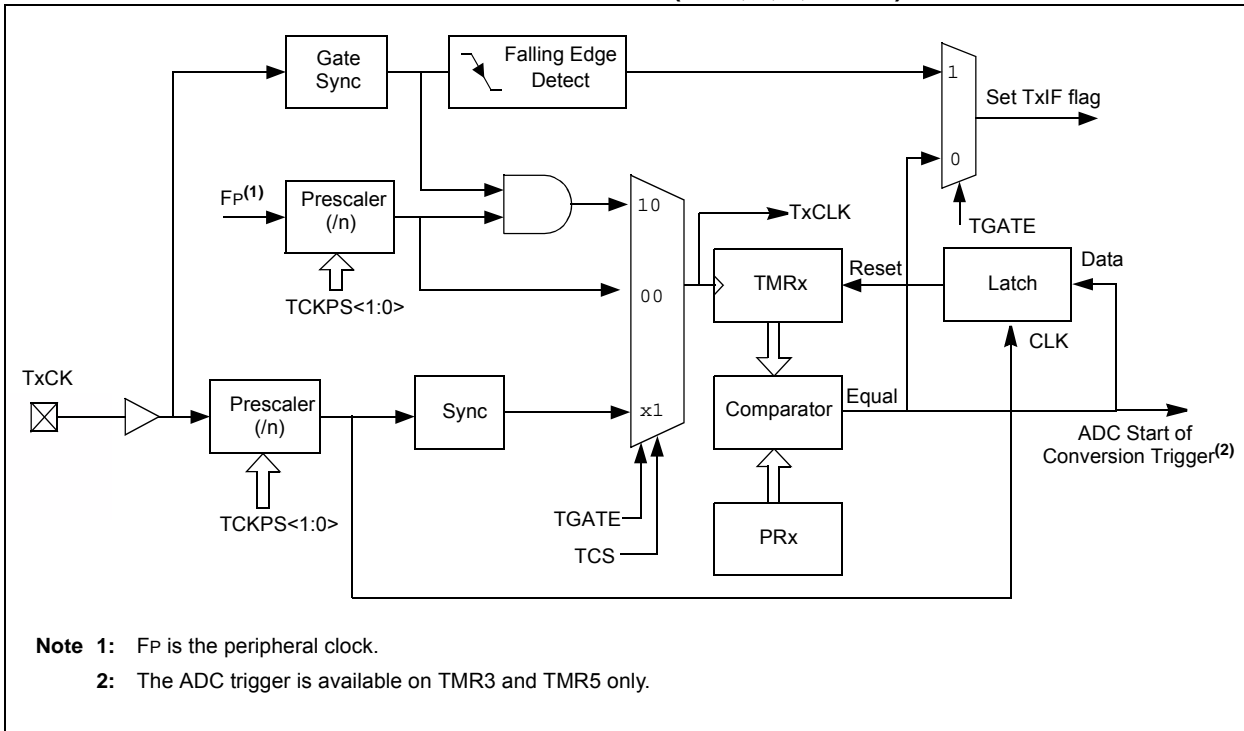 Gate
Sync
Falling Edge
Detect
1
Set TxIF flag
0
FP(1)
Prescaler
(/n)
10
TxCLK
TGATE
TCKPS<1:0>
00
TMRx
Reset
Latch
Data
CLK
TxCK
Prescaler
(/n)
Sync
x1
Comparator
Equal
ADC Start of
Conversion Trigger(2)
TCKPS<1:0>
TGATE
TCS
PRx
Note 1: FP is the peripheral clock.
2: The ADC trigger is available on TMR3 and TMR5 only.